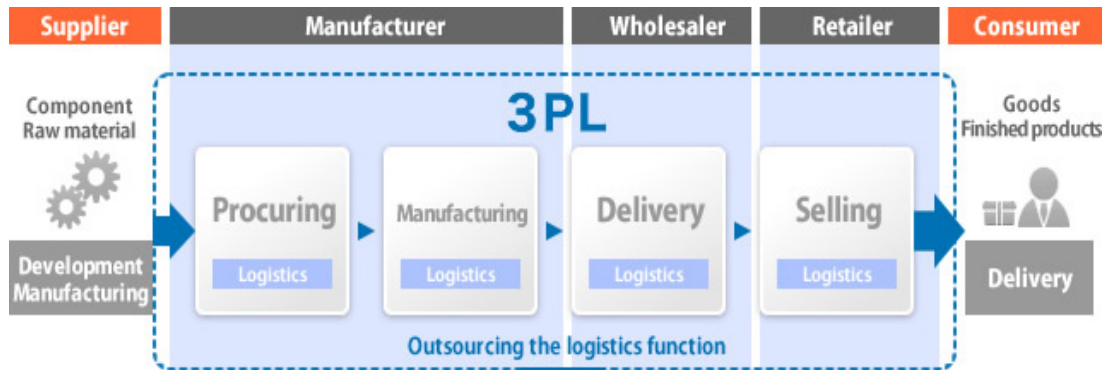 Supplier
Manufacturer
Wholesaler
Retailer
Consumer
Component
Raw material
Development
Manufacturing
3PL
Procuring
Logistics
Manufacturing
Logistics
Delivery
Logistics
Selling
Logistics
Outsourcing the logistics function
Goods
Finished products
Delivery